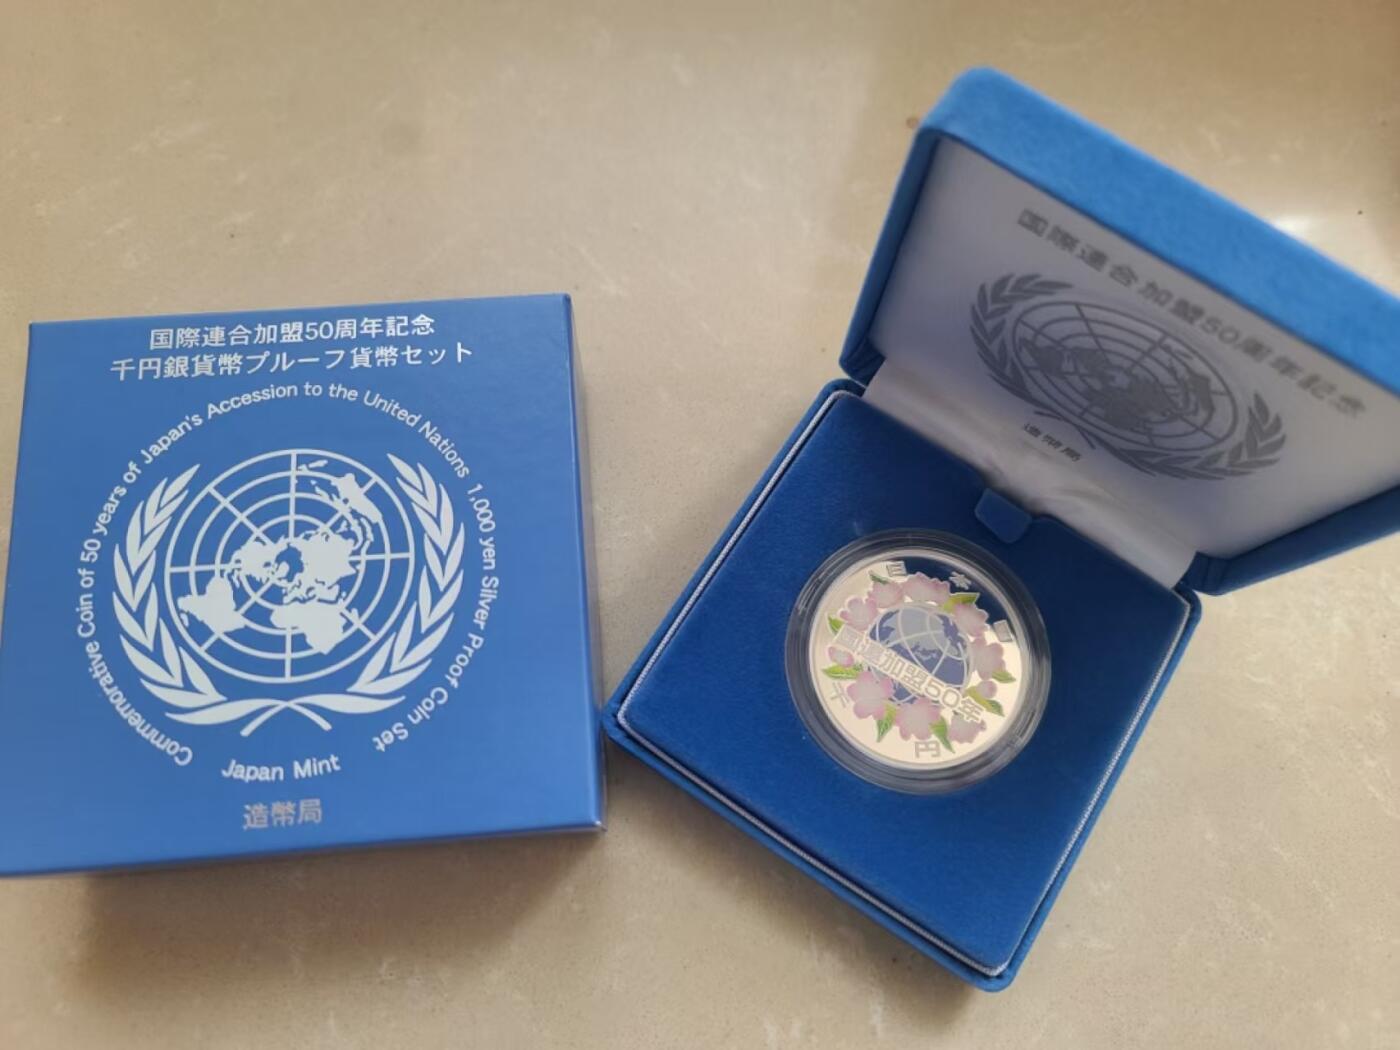 国際連合加盟50周年記念
千円銀貨幣プルーフ貨幣セット
Commemorative Coin of 50 years of Japan's Accession to the United Nations 1,000 yen Silver Proof Coin Set
Japan Mint
造幣局
国際連合加盟50周年記念
造幣局
日本国
国連加盟50年
千円